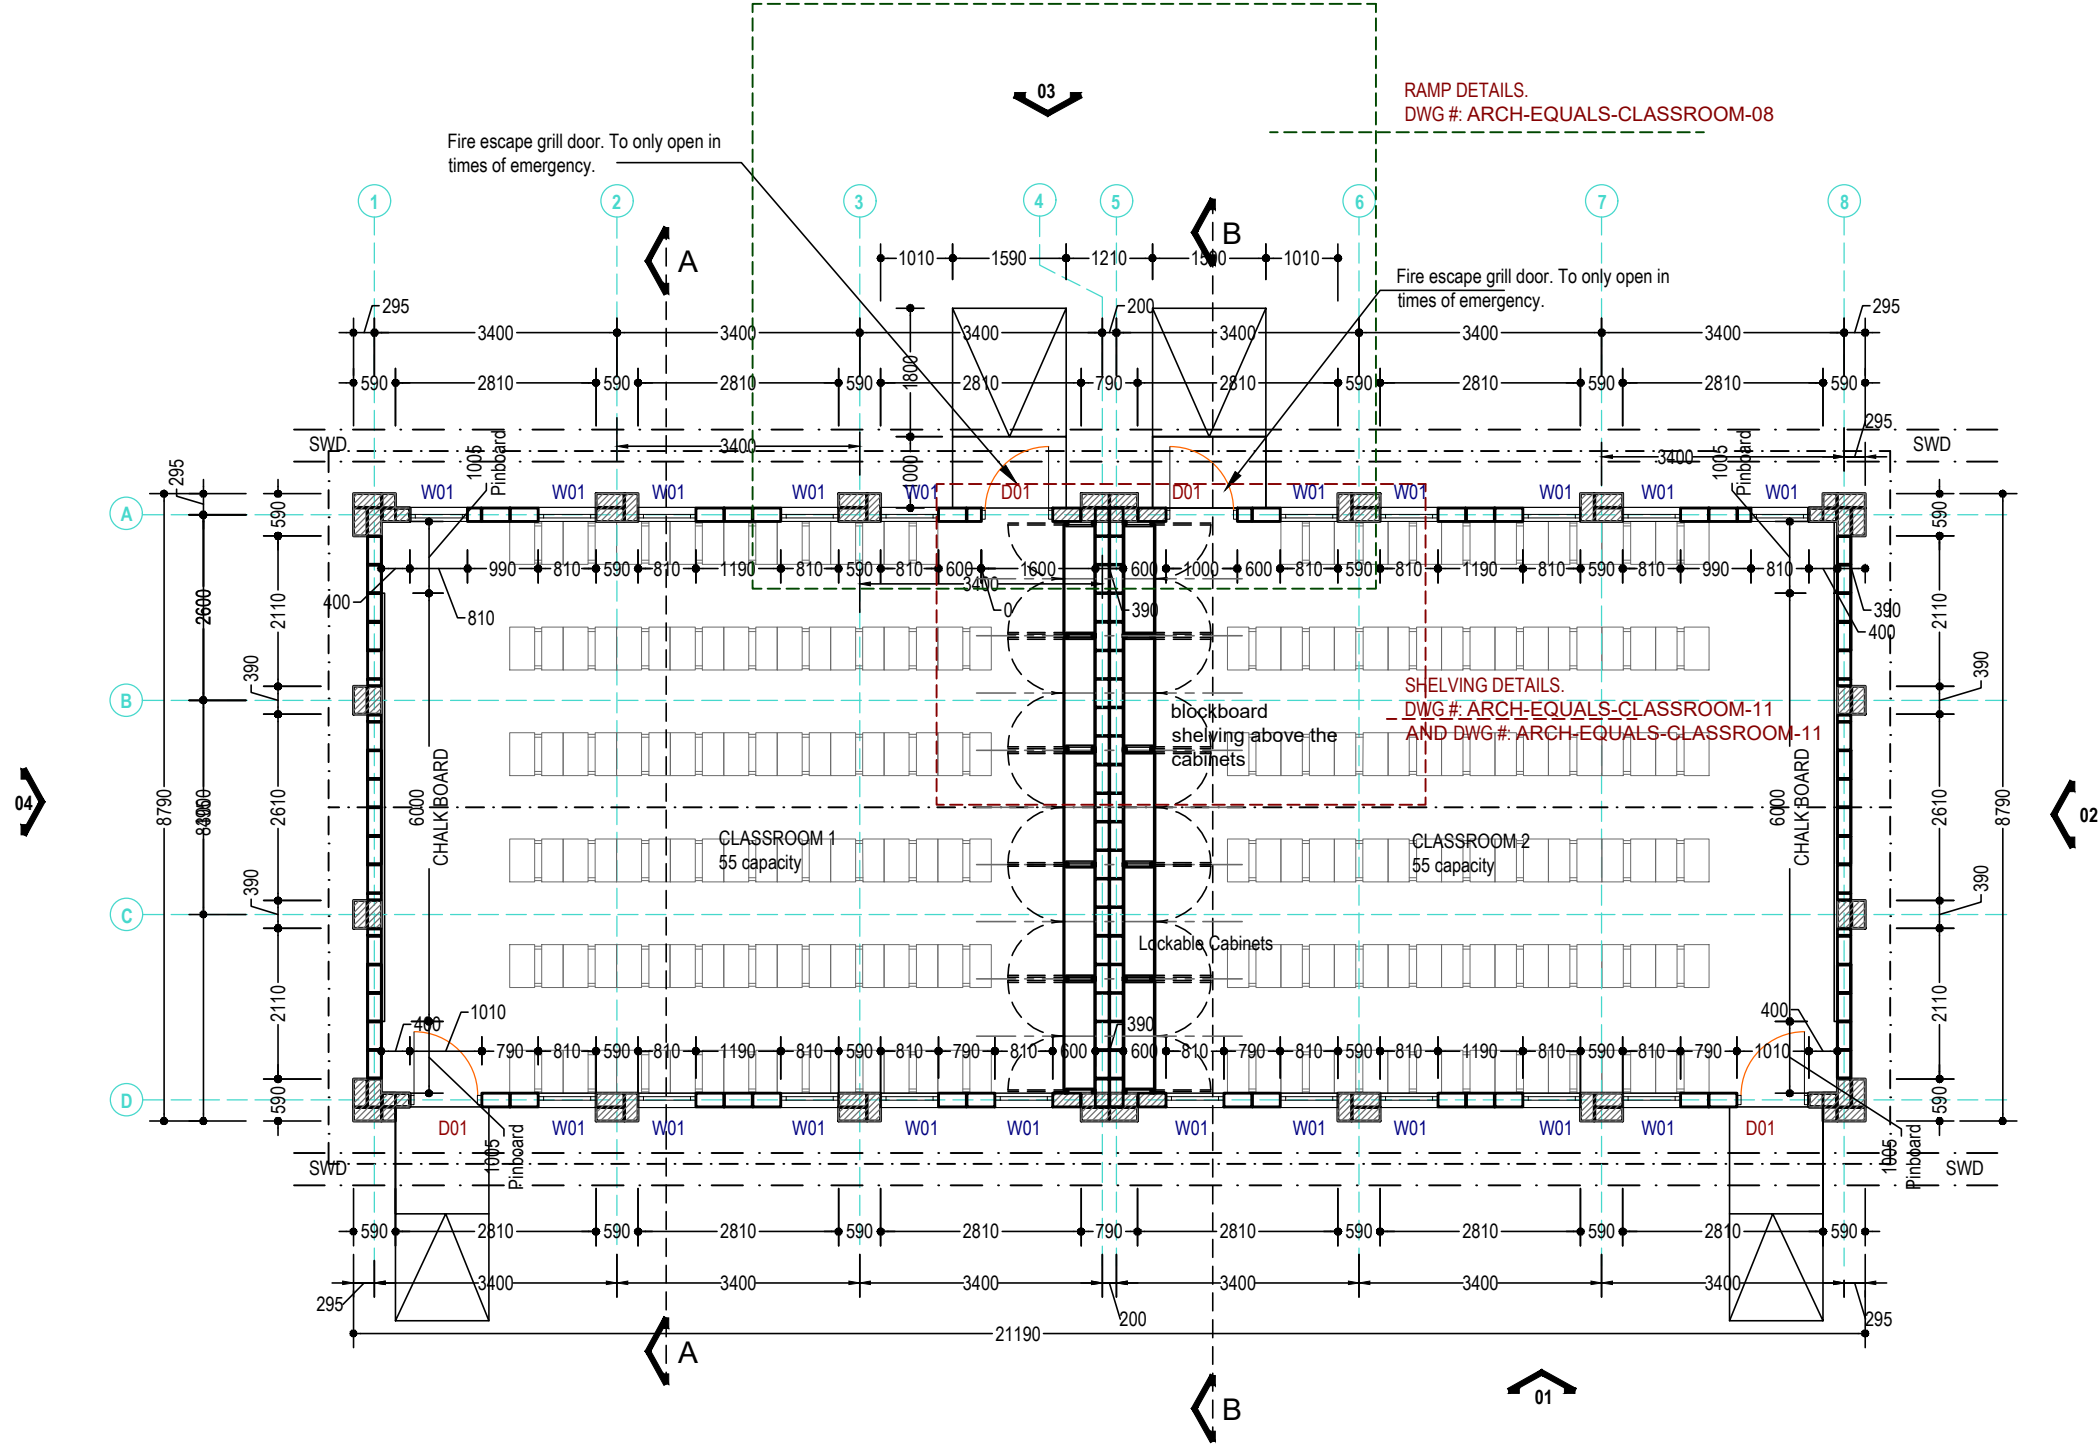 03
RAMP DETAILS.
DWG #: ARCH-EQUALS-CLASSROOM-08
Fire escape grill door. To only open in
times of emergency.
1 2 3 4 5 6 7 8
A B
1010 1590 1210 1010
Fire escape grill door. To only open in
times of emergency.
295 200 295
3400 3400 3400 3400 3400 3400
1800
590 2810 590 2810 590 2810 790 2810 590 2810 590 2810 590
295
SWD 3400 3400 SWD
1005
Pinboard
1005
Pinboard
1000
295
W01 W01 W01 W01 W01 D01 D01 W01 W01 W01 W01 W01
A
590 590
990 810 590 810 1190 810 590 810 600 1600 600 1000 600 810 590 810 1190 810 590 810 990 810
3400
400 810 0 390 390
400
2600 2110 2110
390 390
SHELVING DETAILS.
DWG #: ARCH-EQUALS-CLASSROOM-11
AND DWG #: ARCH-EQUALS-CLASSROOM-11
B
blockboard
shelving above the
cabinets
04 02
8790 2610 6000 6000 2610 8790
CHALKBOARD CHALKBOARD
CLASSROOM 1
55 capacity
CLASSROOM 2
55 capacity
390 390
C
Lockable Cabinets
2110 2110
400 1010 390 400
790 810 590 810 1190 810 590 810 790 810 600 600 810 790 810 590 810 1190 810 590 810 790 1010
D
590 590
D01 W01 W01 W01 W01 W01 W01 W01 W01 W01 W01 D01
1005
Pinboard
1005
Pinboard
SWD SWD
590 2810 590 2810 590 2810 790 2810 590 2810 590 2810 590
3400 3400 3400 3400 3400 3400
295 200 295
21190
A
01
B